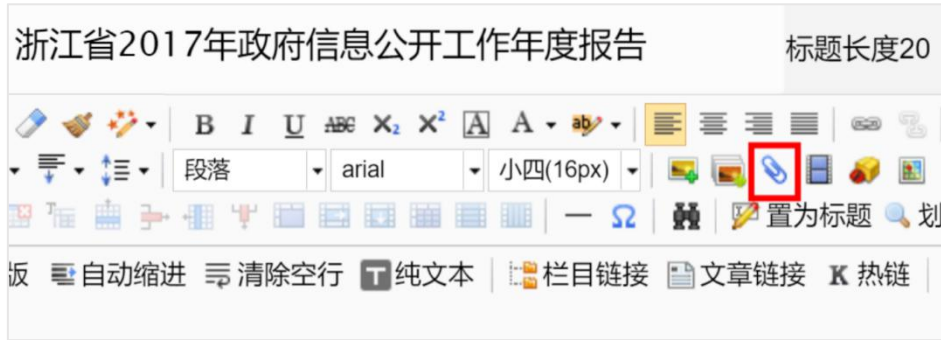 浙江省2017年政府信息公开工作年度报告 标题长度20
B I U ABC X₂ X² A A ab
段落 arial 小四(16px)
Ω 置为标题 划
版 自动缩进 清除空行 T 纯文本 栏目链接 文章链接 K 热链